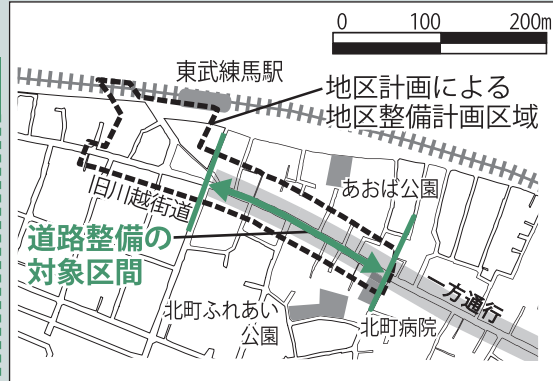 0 100 200m
東武練馬駅
地区計画による
地区整備計画区域
旧川越街道
あおば公園
道路整備の
対象区間
一方通行
北町ふれあい
公園
北町病院